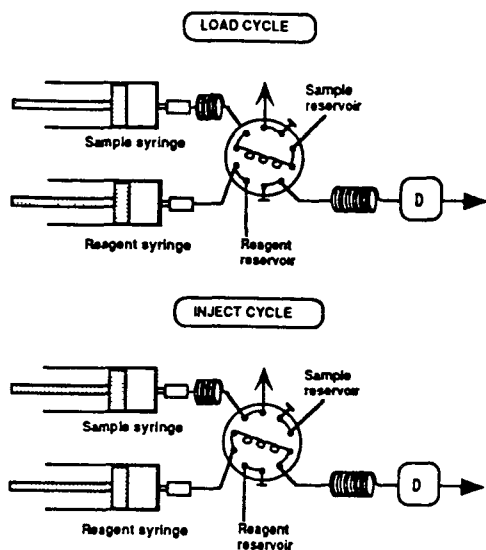 LOAD CYCLE
Sample
reservoir
Sample syringe
D
Reagent syringe
Reagent
reservoir
INJECT CYCLE
Sample
reservoir
Sample syringe
D
Reagent syringe
Reagent
reservoir